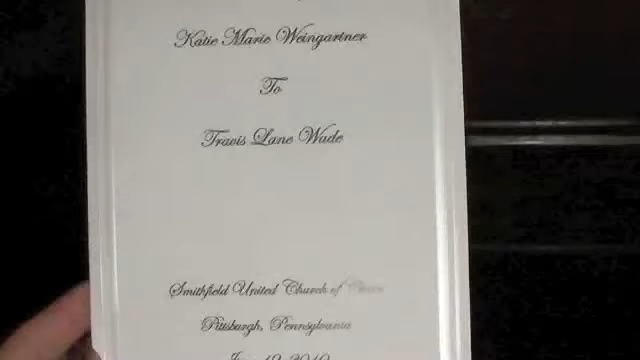 Katie Marie Weingartner
To
Travis Lane Wade
Smithfield United Church of
Pittsburgh, Pennsylvania